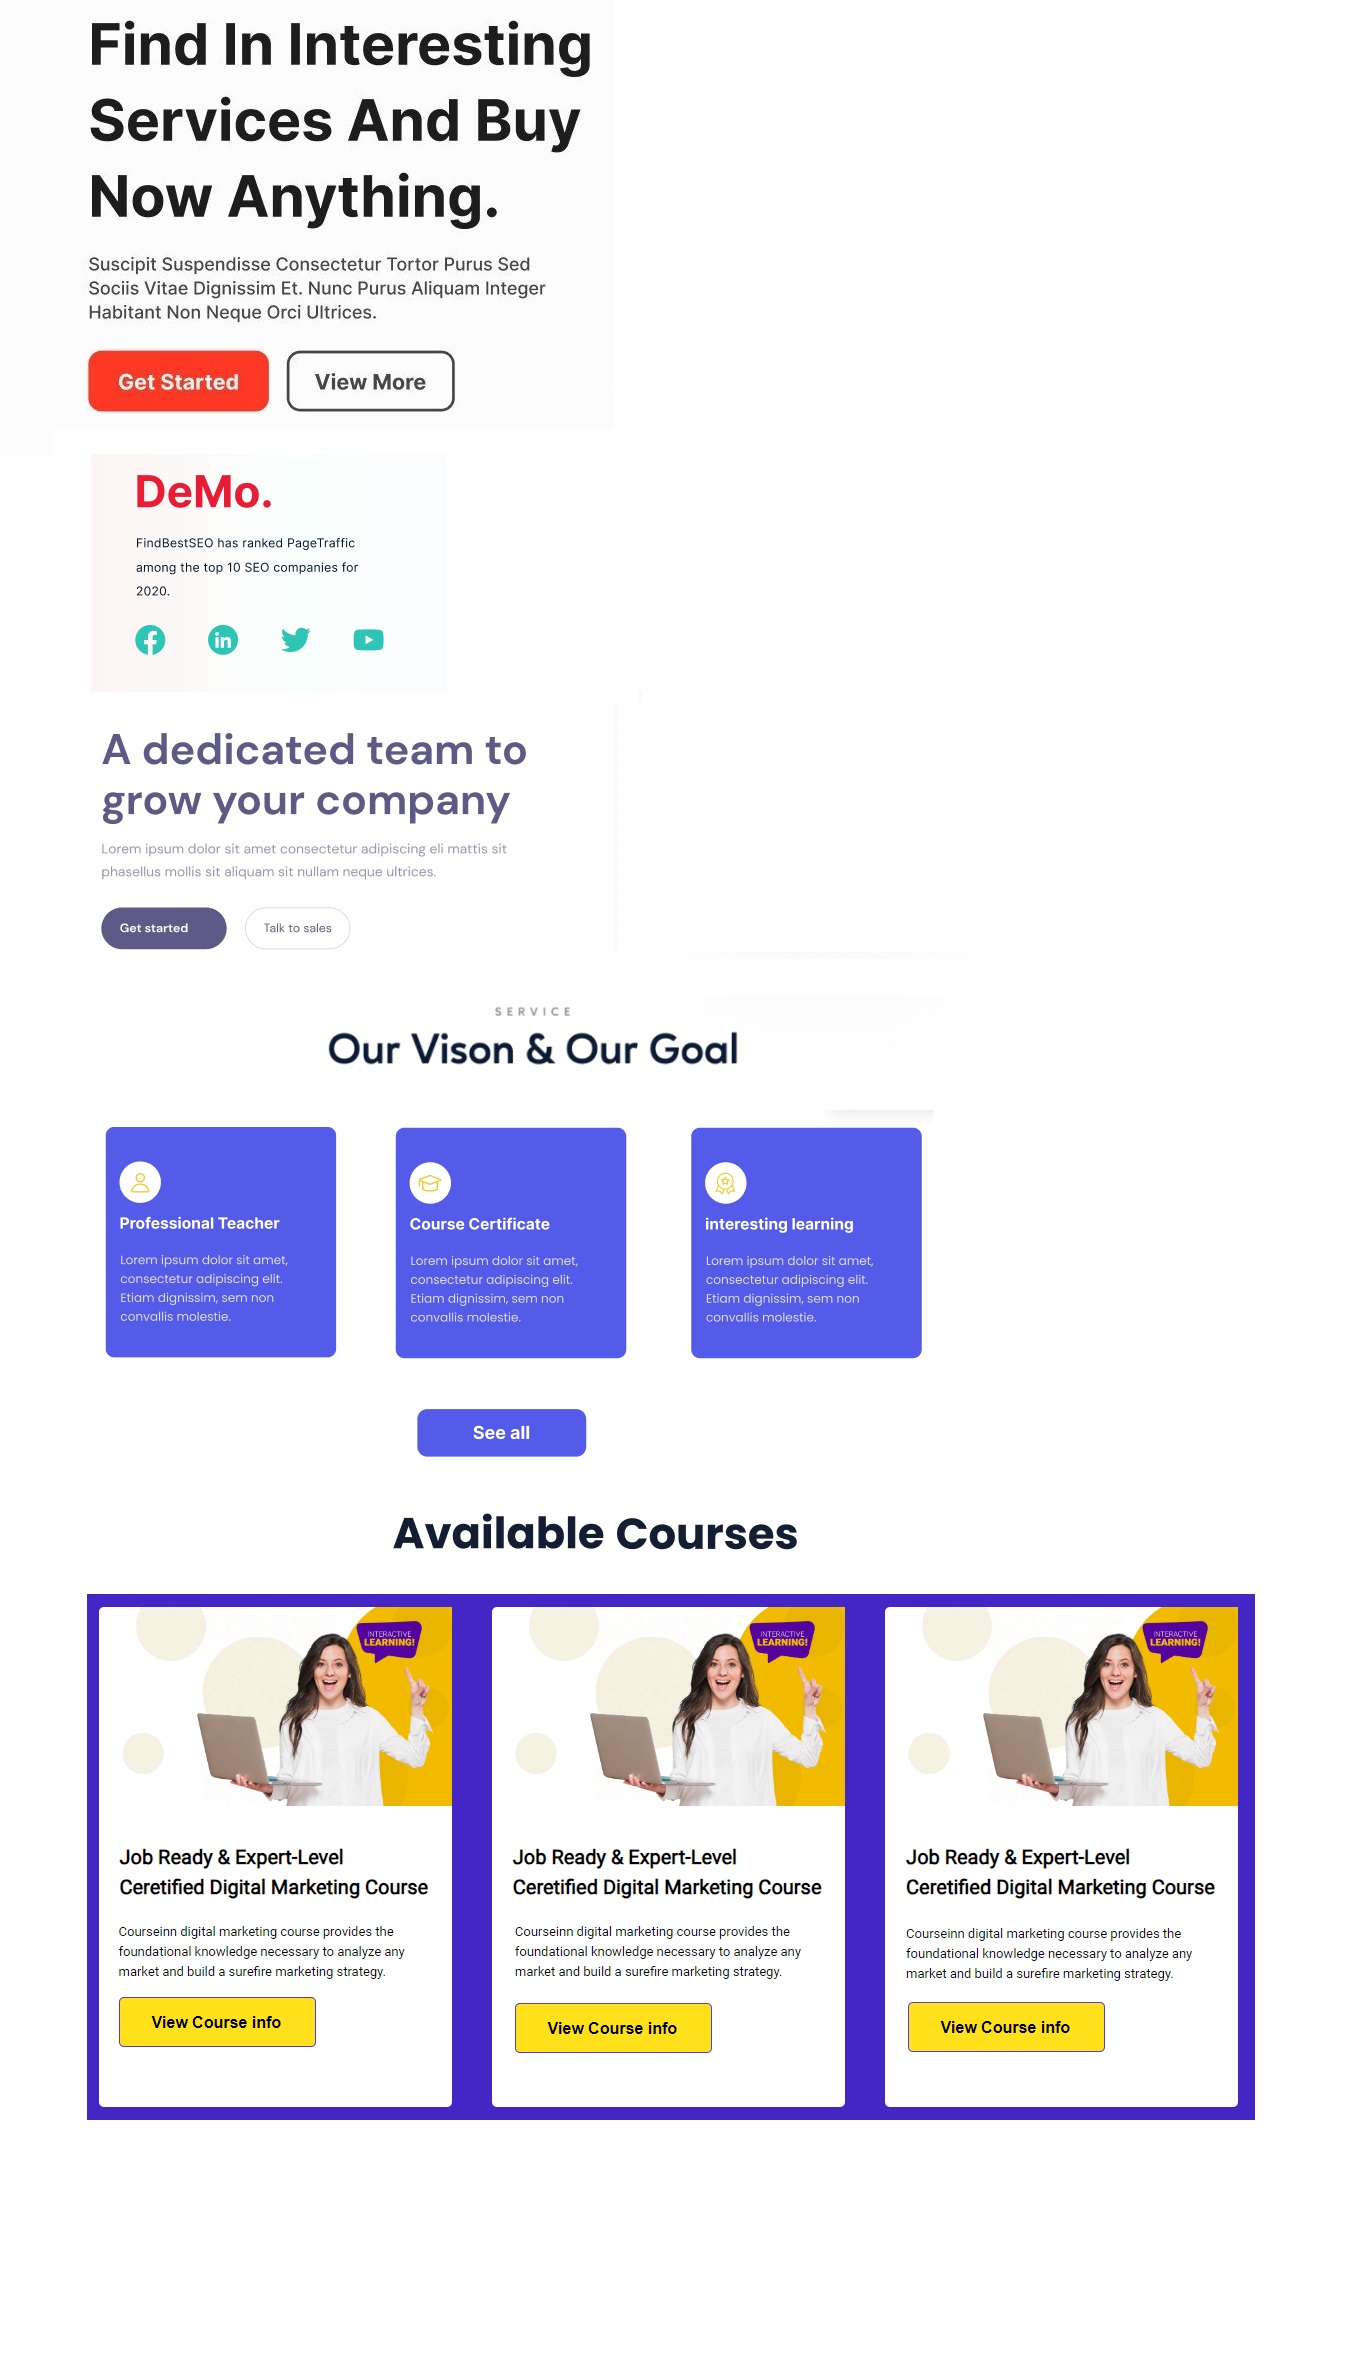 Find In Interesting
Services And Buy
Now Anything.
Suscipit Suspendisse Consectetur Tortor Purus Sed
Sociis Vitae Dignissim Et. Nunc Purus Aliquam Integer
Habitant Non Neque Orci Ultrices.
Get Started
View More
DeMo.
FindBestSEO has ranked PageTraffic
among the top 10 SEO companies for
2020.
A dedicated team to
grow your company
Lorem ipsum dolor sit amet consectetur adipiscing eli mattis sit
phasellus mollis sit aliquam sit nullam neque ultrices.
Get started
Talk to sales
SERVICE
Our Vison & Our Goal
Professional Teacher
Lorem ipsum dolor sit amet,
consectetur adipiscing elit.
Etiam dignissim, sem non
convallis molestie.
Course Certificate
Lorem ipsum dolor sit amet,
consectetur adipiscing elit.
Etiam dignissim, sem non
convallis molestie.
interesting learning
Lorem ipsum dolor sit amet,
consectetur adipiscing elit.
Etiam dignissim, sem non
convallis molestie.
See all
Available Courses
INTERACTIVE
LEARNING!
Job Ready & Expert-Level
Ceretified Digital Marketing Course
Courseinn digital marketing course provides the
foundational knowledge necessary to analyze any
market and build a surefire marketing strategy.
View Course info
INTERACTIVE
LEARNING!
Job Ready & Expert-Level
Ceretified Digital Marketing Course
Courseinn digital marketing course provides the
foundational knowledge necessary to analyze any
market and build a surefire marketing strategy.
View Course info
INTERACTIVE
LEARNING!
Job Ready & Expert-Level
Ceretified Digital Marketing Course
Courseinn digital marketing course provides the
foundational knowledge necessary to analyze any
market and build a surefire marketing strategy.
View Course info